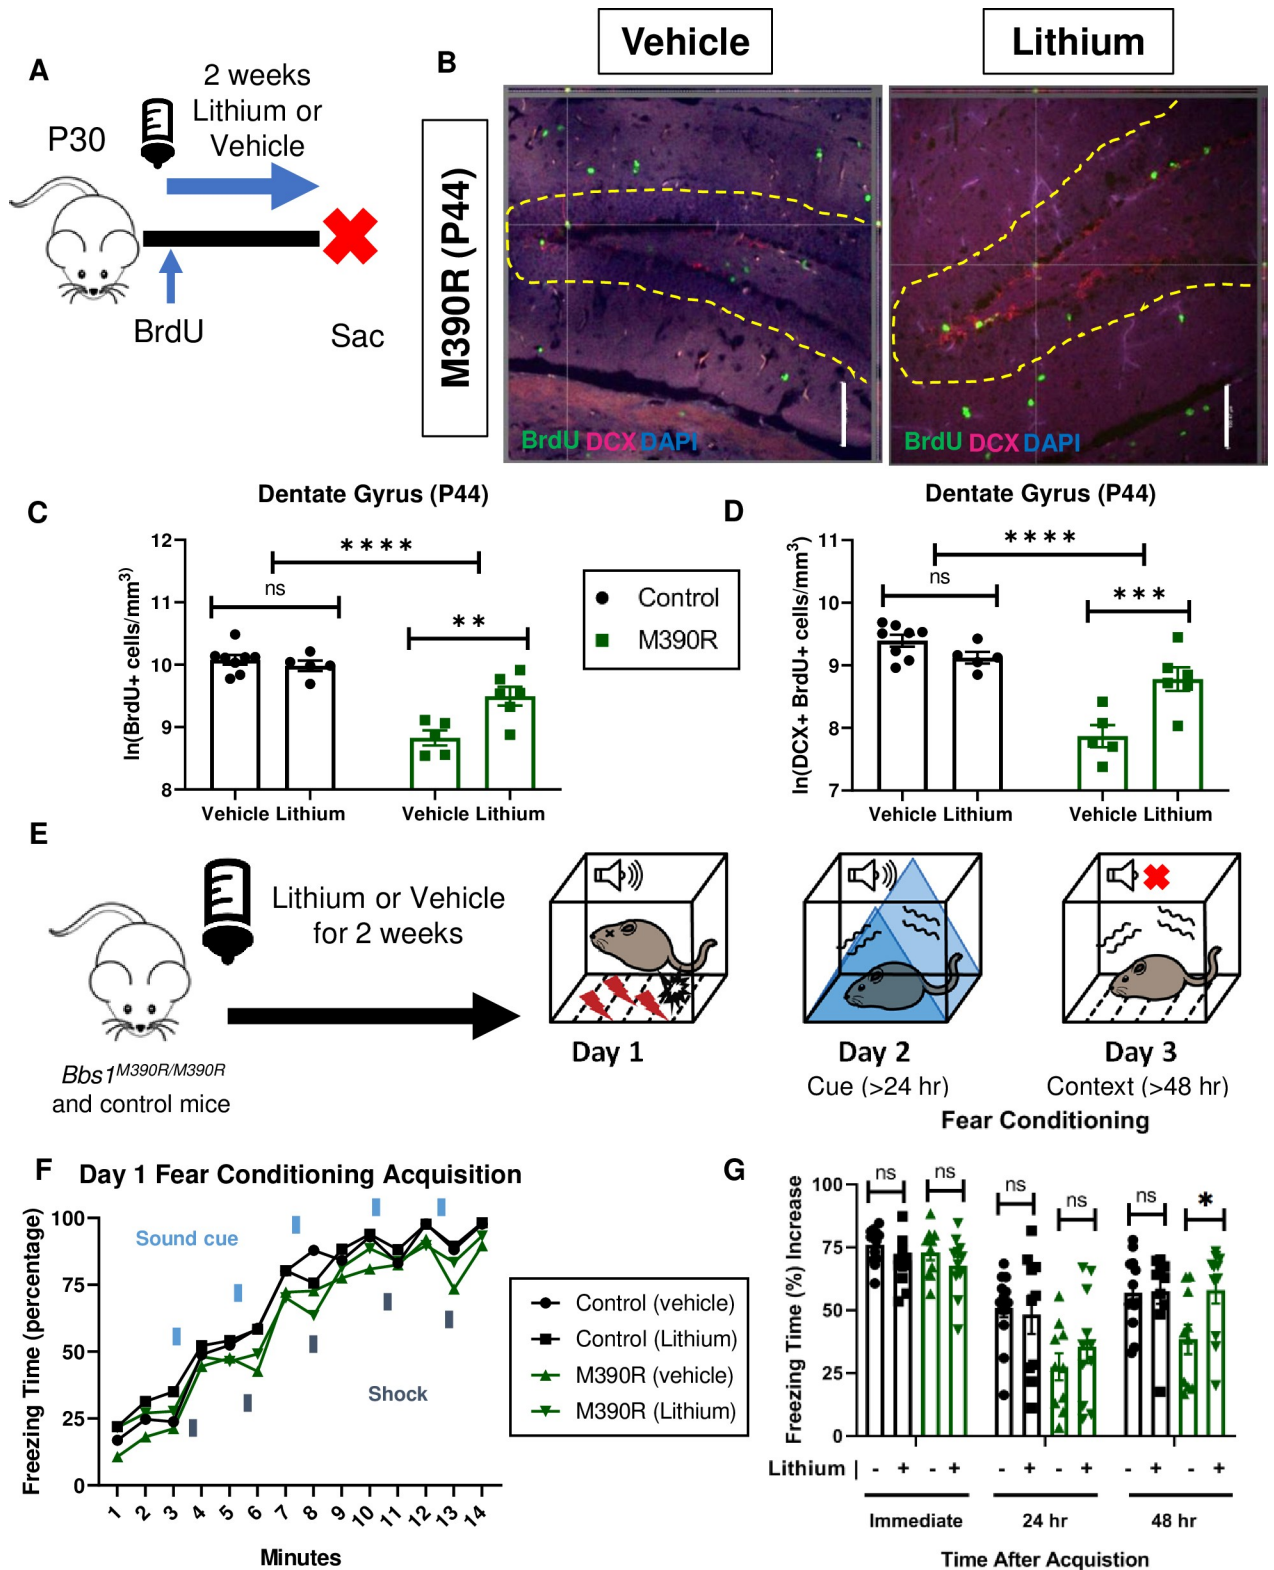 Vehicle
Lithium
A
B
2 weeks
Lithium or
Vehicle
P30
BrdU
Sac
M390R (P44)
BrdU DCX DAPI
BrdU DCX DAPI
C
Dentate Gyrus (P44)
ln(BrdU+ cells/mm3)
12
11
10
9
8
ns
****
**
Vehicle Lithium
Vehicle Lithium
Control
M390R
D
Dentate Gyrus (P44)
ln(DCX+ BrdU+ cells/mm3)
11
10
9
8
7
ns
****
***
Vehicle Lithium
Vehicle Lithium
E
Lithium or Vehicle
for 2 weeks
Bbs1M390R/M390R
and control mice
Day 1
Day 2
Cue (>24 hr)
Day 3
Context (>48 hr)
Fear Conditioning
F
Day 1 Fear Conditioning Acquisition
Freezing Time (percentage)
100
75
50
25
0
Sound cue
Shock
1 2 3 4 5 6 7 8 9 10 11 12 13 14
Minutes
Control (vehicle)
Control (Lithium)
M390R (vehicle)
M390R (Lithium)
G
Freezing Time (%) Increase
100
75
50
25
0
ns ns ns ns ns *
Lithium | - + - + - + - + - + - +
Immediate 24 hr 48 hr
Time After Acquistion